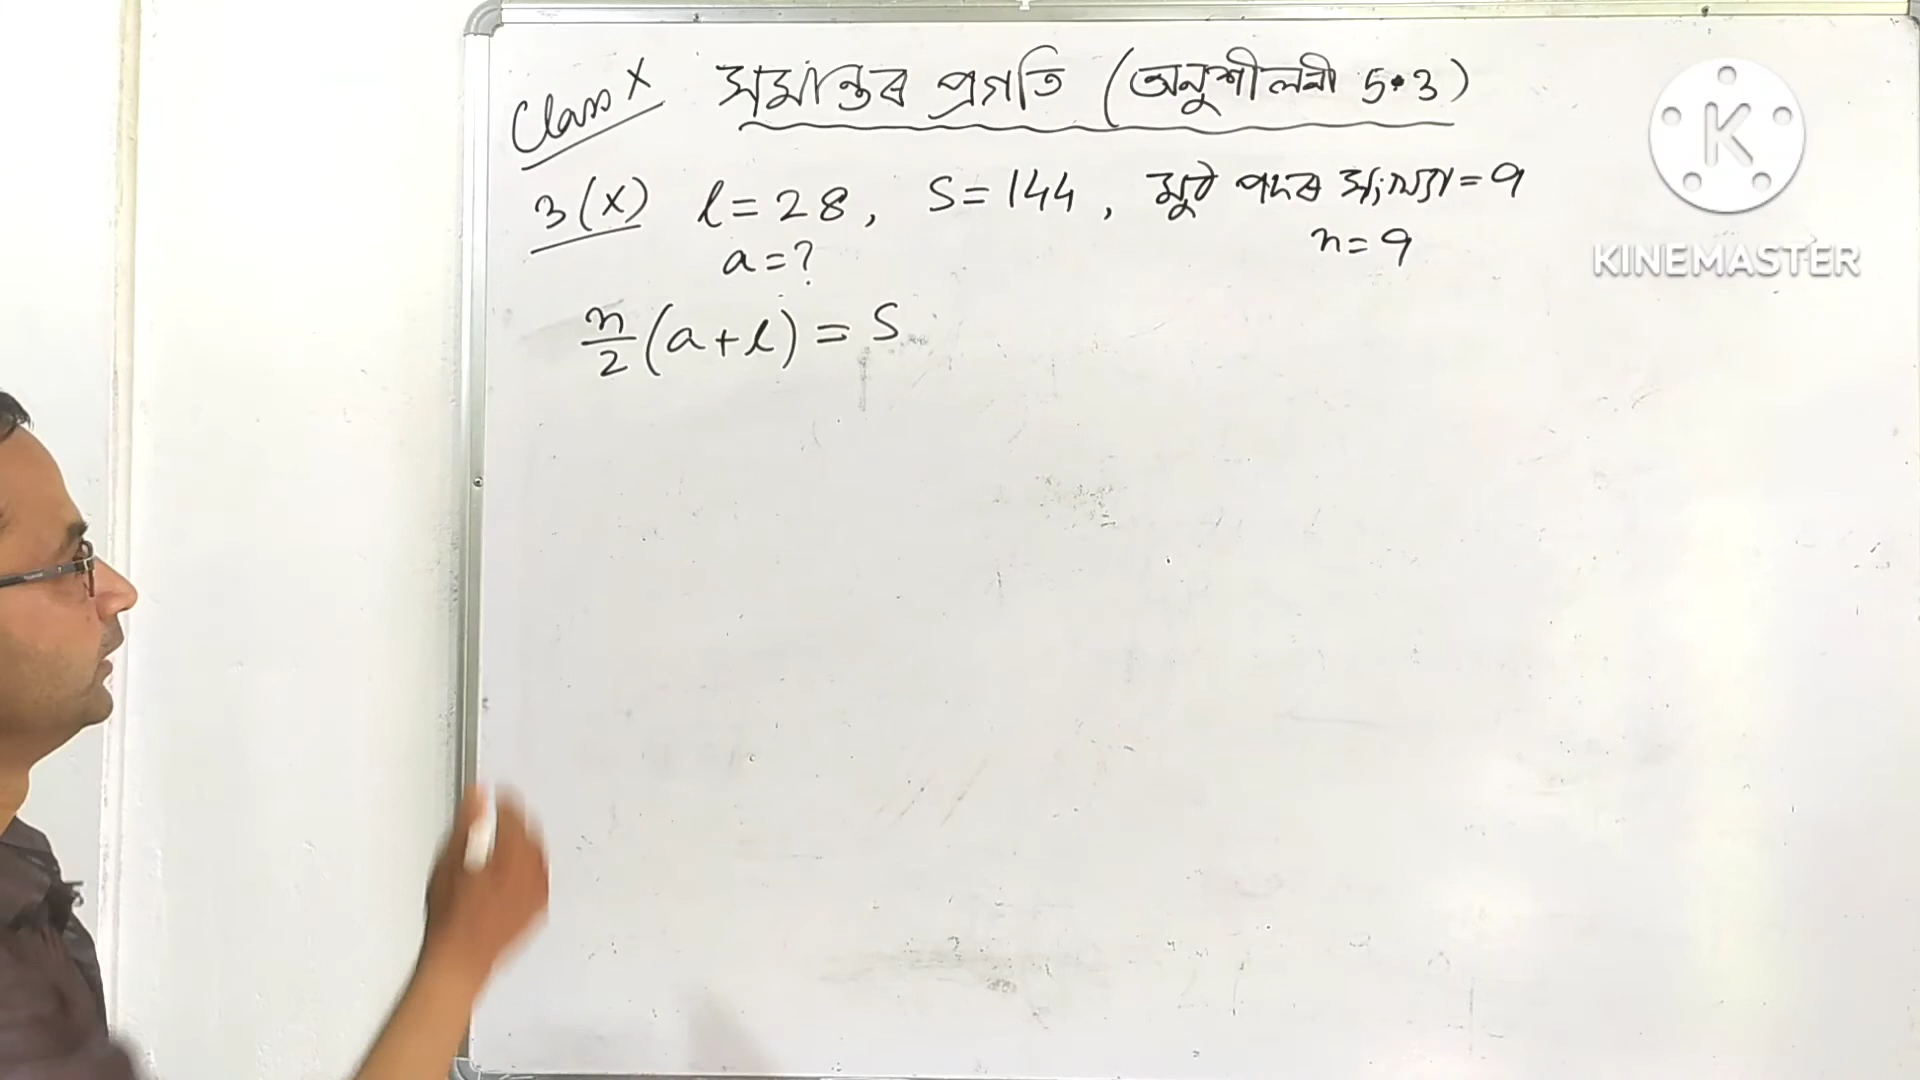 Class X সমান্তৰ প্ৰগতি (অনুশীলনী 5.3)
3(x) l = 28, S = 144, মুঠ পদৰ সংখ্যা = 9
a = ? n = 9
n/2 (a + l) = S
K
KINEMASTER